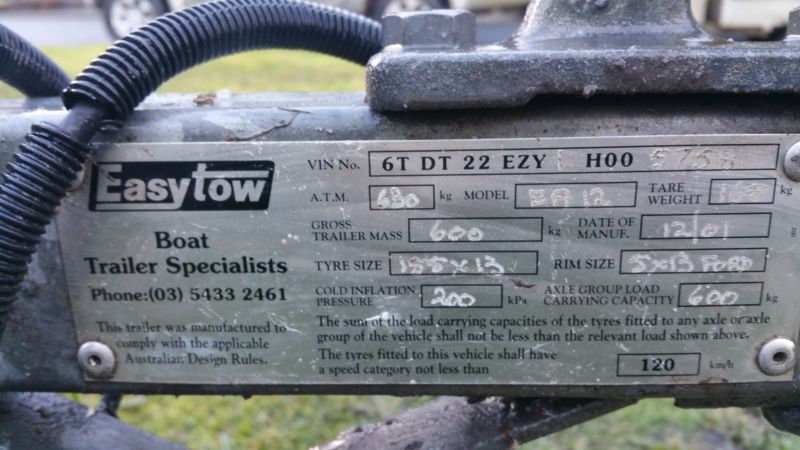 Easytow
Boat
Trailer Specialists
Phone:(03) 5433 2461
This trailer was manufactured to
comply with the applicable
Australian Design Rules.
VIN No. 6T DT 22 EZY H00
A.T.M. 630 kg MODEL TARE WEIGHT kg
GROSS TRAILER MASS 600 kg DATE OF MANUF. 12/01
TYRE SIZE 155x13 RIM SIZE 5x13 FORD
COLD INFLATION PRESSURE 200 kPa AXLE GROUP LOAD CARRYING CAPACITY 600 kg
The sum of the load carrying capacities of the tyres fitted to any axle or axle
group of the vehicle shall not be less than the relevant load shown above.
The tyres fitted to this vehicle shall have
a speed category not less than 120 km/h